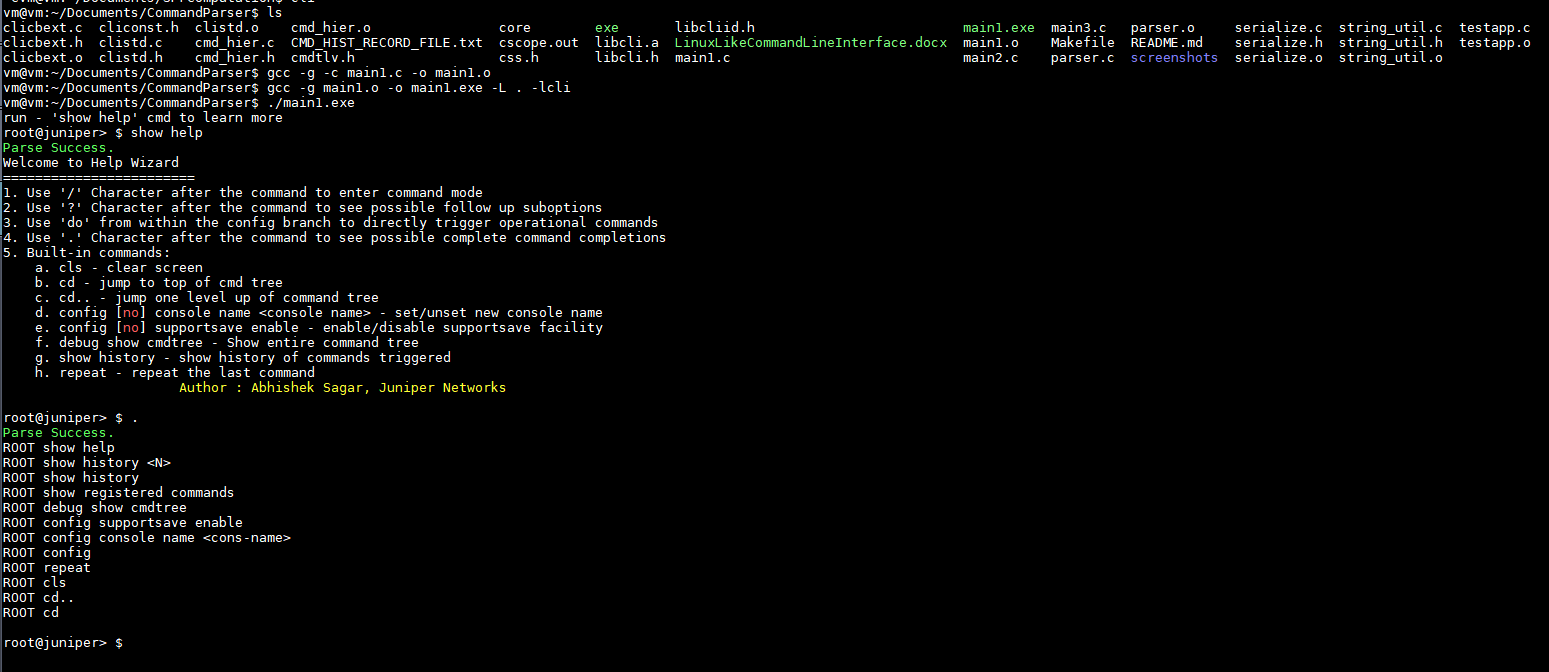 vm@vm:~/Documents/CommandParser$ ls
clicbext.c  cliconst.h  clistd.o    cmd_hier.o                core        exe       libcliid.h                          main1.exe  main3.c   parser.o     serialize.c  string_util.c  testapp.c
clicbext.h  clistd.c    cmd_hier.c  CMD_HIST_RECORD_FILE.txt  cscope.out  libcli.a  LinuxLikeCommandLineInterface.docx  main1.o    Makefile  README.md    serialize.h  string_util.h  testapp.o
clicbext.o  clistd.h    cmd_hier.h  cmdtlv.h                  css.h       libcli.h  main1.c                             main2.c    parser.c  screenshots  serialize.o  string_util.o
vm@vm:~/Documents/CommandParser$ gcc -g -c main1.c -o main1.o
vm@vm:~/Documents/CommandParser$ gcc -g main1.o -o main1.exe -L . -lcli
vm@vm:~/Documents/CommandParser$ ./main1.exe
run - 'show help' cmd to learn more
root@juniper> $ show help
Parse Success.
Welcome to Help Wizard
========================
1. Use '/' Character after the command to enter command mode
2. Use '?' Character after the command to see possible follow up suboptions
3. Use 'do' from within the config branch to directly trigger operational commands
4. Use '.' Character after the command to see possible complete command completions
5. Built-in commands:
    a. cls - clear screen
    b. cd - jump to top of cmd tree
    c. cd.. - jump one level up of command tree
    d. config [no] console name <console name> - set/unset new console name
    e. config [no] supportsave enable - enable/disable supportsave facility
    f. debug show cmdtree - Show entire command tree
    g. show history - show history of commands triggered
    h. repeat - repeat the last command
                      Author : Abhishek Sagar, Juniper Networks
root@juniper> $ .
Parse Success.
ROOT show help
ROOT show history <N>
ROOT show history
ROOT show registered commands
ROOT debug show cmdtree
ROOT config supportsave enable
ROOT config console name <cons-name>
ROOT config
ROOT repeat
ROOT cls
ROOT cd..
ROOT cd
root@juniper> $